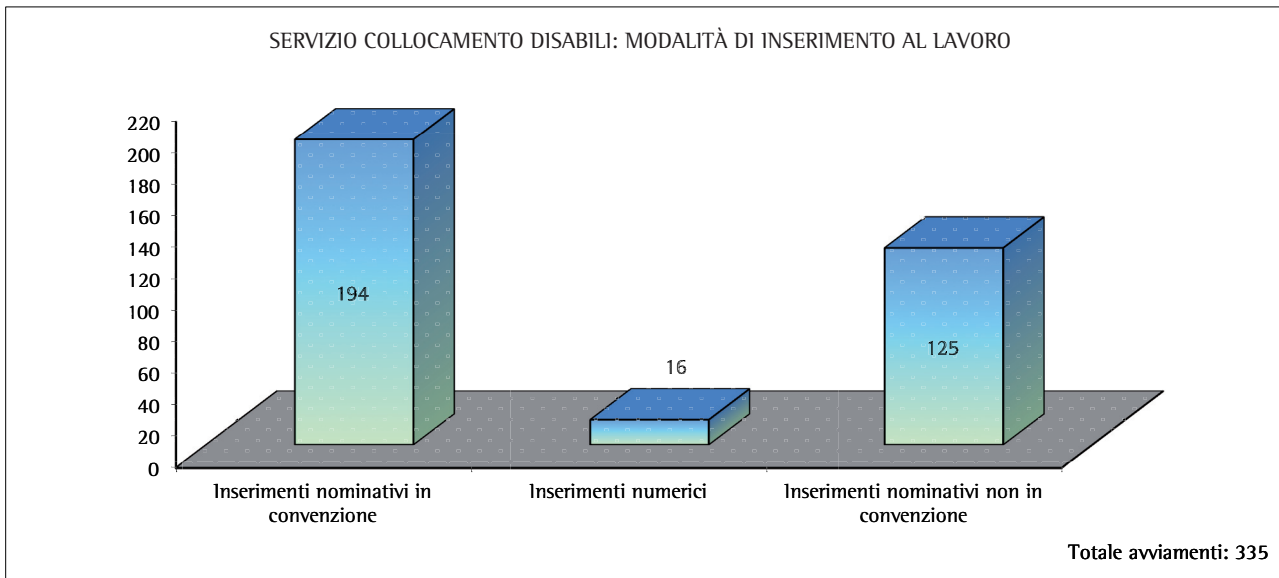 SERVIZIO COLLOCAMENTO DISABILI: MODALITÀ DI INSERIMENTO AL LAVORO
220
200
180
160
140
120
100
80
60
40
20
0
194
16
125
Inserimenti nominativi in
convenzione
Inserimenti numerici
Inserimenti nominativi non in
convenzione
Totale avviamenti: 335